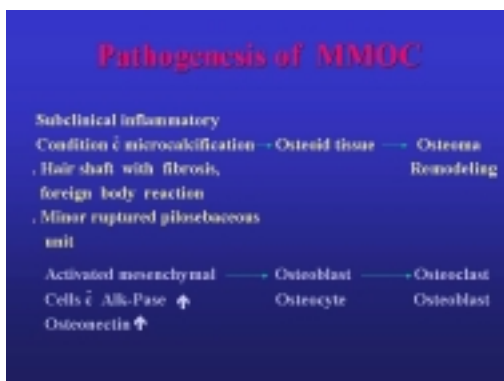 Pathogenesis of MMOC
Subclinical inflammatory
Condition c̄ microcalcification → Osteoid tissue → Osteoma
. Hair shaft with fibrosis, Remodeling
foreign body reaction
. Minor ruptured pilosebaceous
unit
Activated mesenchymal → Osteoblast → Osteoclast
Cells c̄ Alk-Pase ↑ Osteocyte Osteoblast
Osteonectin ↑